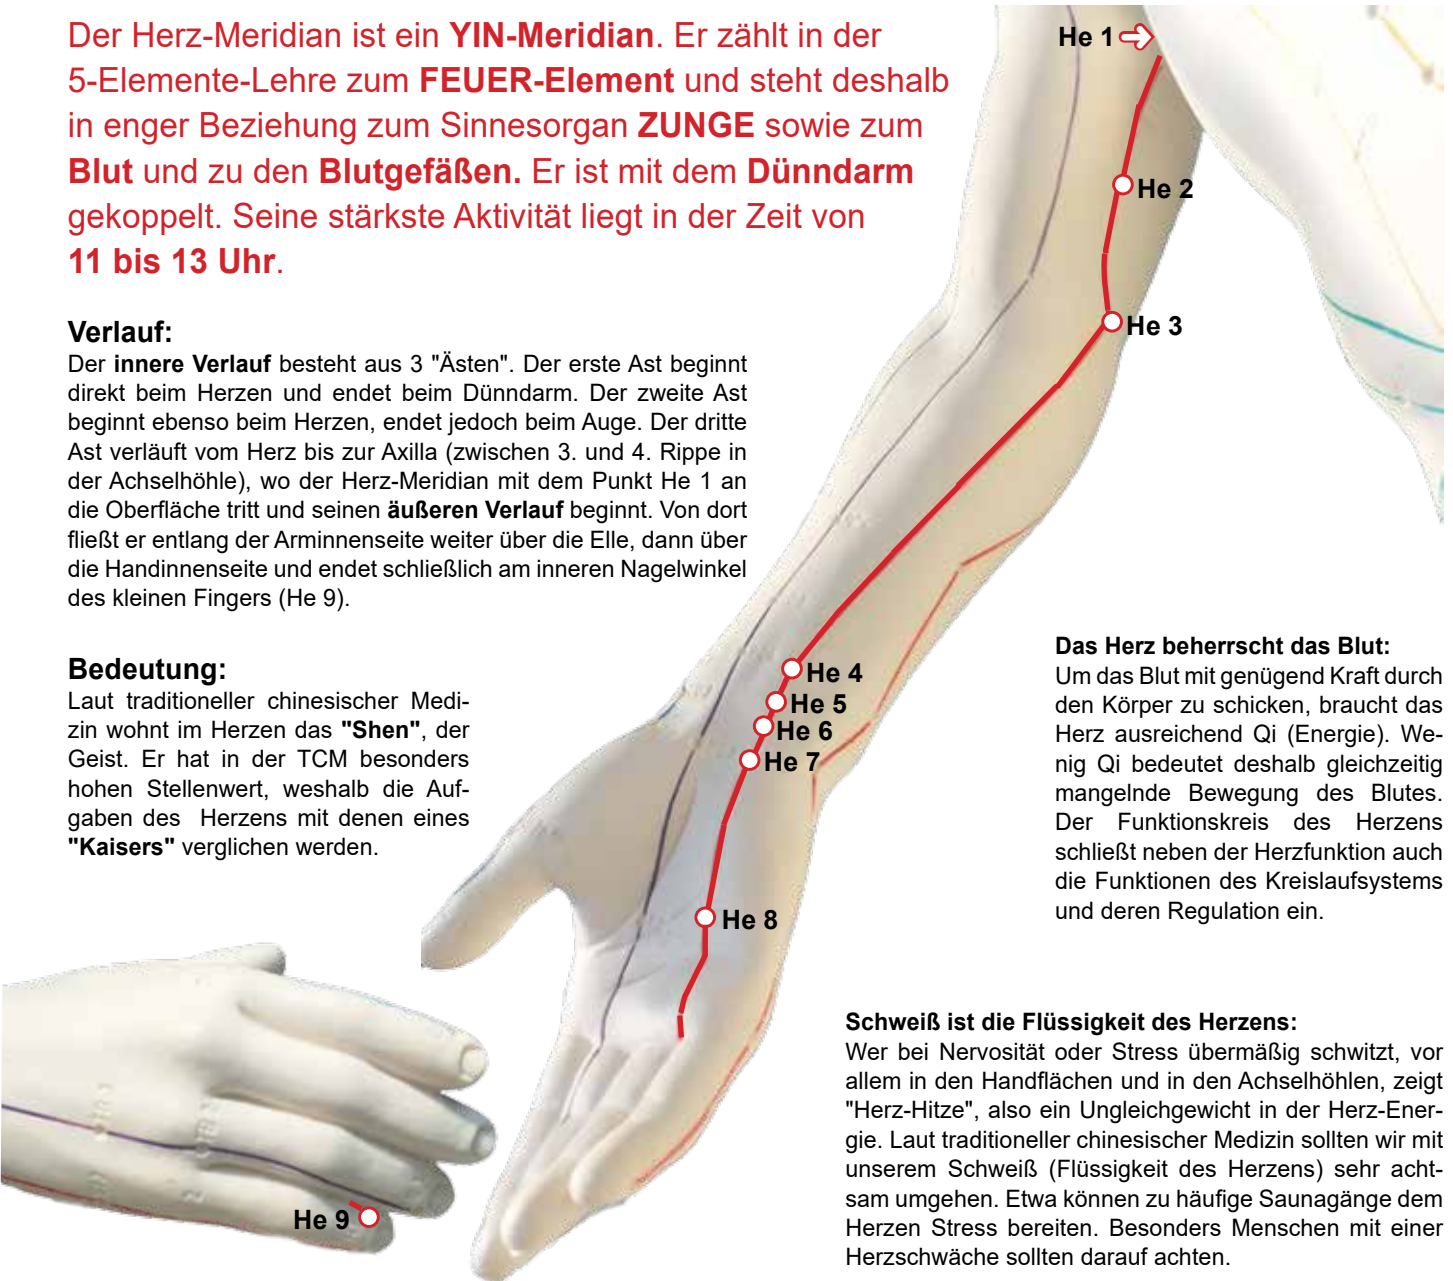 Der Herz-Meridian ist ein YIN-Meridian. Er zählt in der
5-Elemente-Lehre zum FEUER-Element und steht deshalb
in enger Beziehung zum Sinnesorgan ZUNGE sowie zum
Blut und zu den Blutgefäßen. Er ist mit dem Dünndarm
gekoppelt. Seine stärkste Aktivität liegt in der Zeit von
11 bis 13 Uhr.
He 1
He 2
He 3
Verlauf:
Der innere Verlauf besteht aus 3 "Ästen". Der erste Ast beginnt
direkt beim Herzen und endet beim Dünndarm. Der zweite Ast
beginnt ebenso beim Herzen, endet jedoch beim Auge. Der dritte
Ast verläuft vom Herz bis zur Axilla (zwischen 3. und 4. Rippe in
der Achselhöhle), wo der Herz-Meridian mit dem Punkt He 1 an
die Oberfläche tritt und seinen äußeren Verlauf beginnt. Von dort
fließt er entlang der Arminnenseite weiter über die Elle, dann über
die Handinnenseite und endet schließlich am inneren Nagelwinkel
des kleinen Fingers (He 9).
Bedeutung:
Laut traditioneller chinesischer Medi-
zin wohnt im Herzen das "Shen", der
Geist. Er hat in der TCM besonders
hohen Stellenwert, weshalb die Auf-
gaben des Herzens mit denen eines
"Kaisers" verglichen werden.
He 4
He 5
He 6
He 7
He 8
Das Herz beherrscht das Blut:
Um das Blut mit genügend Kraft durch
den Körper zu schicken, braucht das
Herz ausreichend Qi (Energie). We-
nig Qi bedeutet deshalb gleichzeitig
mangelnde Bewegung des Blutes.
Der Funktionskreis des Herzens
schließt neben der Herzfunktion auch
die Funktionen des Kreislaufsystems
und deren Regulation ein.
He 9
Schweiß ist die Flüssigkeit des Herzens:
Wer bei Nervosität oder Stress übermäßig schwitzt, vor
allem in den Handflächen und in den Achselhöhlen, zeigt
"Herz-Hitze", also ein Ungleichgewicht in der Herz-Ener-
gie. Laut traditioneller chinesischer Medizin sollten wir mit
unserem Schweiß (Flüssigkeit des Herzens) sehr acht-
sam umgehen. Etwa können zu häufige Saunagänge dem
Herzen Stress bereiten. Besonders Menschen mit einer
Herzschwäche sollten darauf achten.